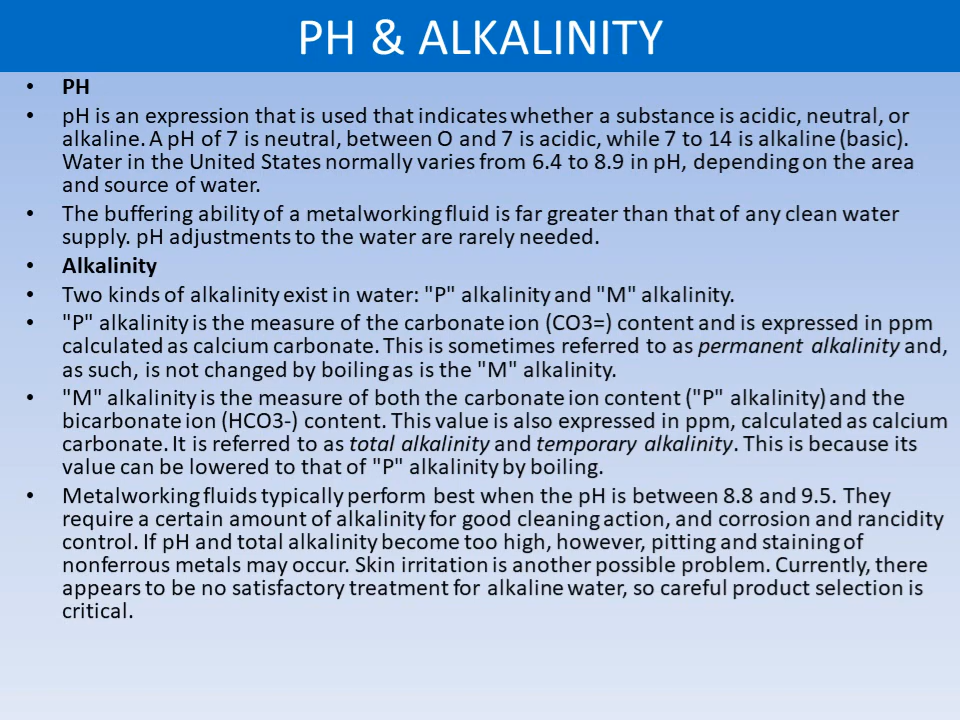 PH & ALKALINITY
• PH
• pH is an expression that is used that indicates whether a substance is acidic, neutral, or
alkaline. A pH of 7 is neutral, between O and 7 is acidic, while 7 to 14 is alkaline (basic).
Water in the United States normally varies from 6.4 to 8.9 in pH, depending on the area
and source of water.
• The buffering ability of a metalworking fluid is far greater than that of any clean water
supply. pH adjustments to the water are rarely needed.
• Alkalinity
• Two kinds of alkalinity exist in water: "P" alkalinity and "M" alkalinity.
• "P" alkalinity is the measure of the carbonate ion (CO3=) content and is expressed in ppm
calculated as calcium carbonate. This is sometimes referred to as permanent alkalinity and,
as such, is not changed by boiling as is the "M" alkalinity.
• "M" alkalinity is the measure of both the carbonate ion content ("P" alkalinity) and the
bicarbonate ion (HCO3-) content. This value is also expressed in ppm, calculated as calcium
carbonate. It is referred to as total alkalinity and temporary alkalinity. This is because its
value can be lowered to that of "P" alkalinity by boiling.
• Metalworking fluids typically perform best when the pH is between 8.8 and 9.5. They
require a certain amount of alkalinity for good cleaning action, and corrosion and rancidity
control. If pH and total alkalinity become too high, however, pitting and staining of
nonferrous metals may occur. Skin irritation is another possible problem. Currently, there
appears to be no satisfactory treatment for alkaline water, so careful product selection is
critical.